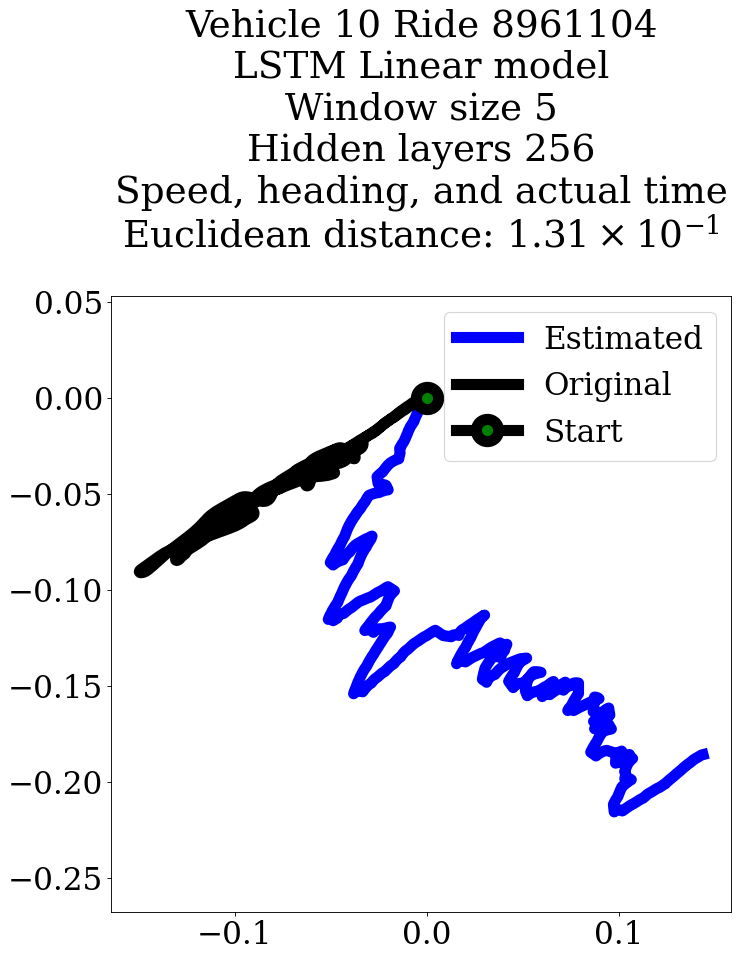 Vehicle 10 Ride 8961104
LSTM Linear model
Window size 5
Hidden layers 256
Speed, heading, and actual time
Euclidean distance: 1.31 × 10⁻¹
0.05
0.00
−0.05
−0.10
−0.15
−0.20
−0.25
Estimated
Original
Start
−0.1
0.0
0.1